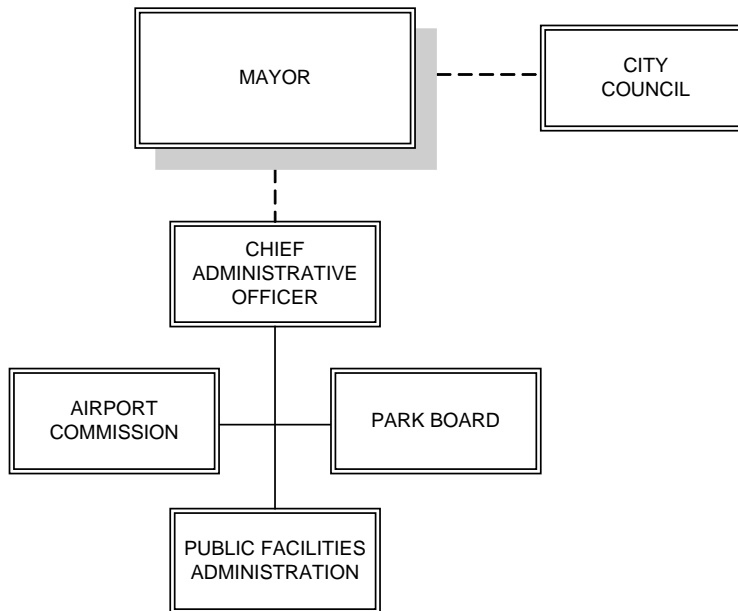 MAYOR
CITY
COUNCIL
CHIEF
ADMINISTRATIVE
OFFICER
AIRPORT
COMMISSION
PARK BOARD
PUBLIC FACILITIES
ADMINISTRATION